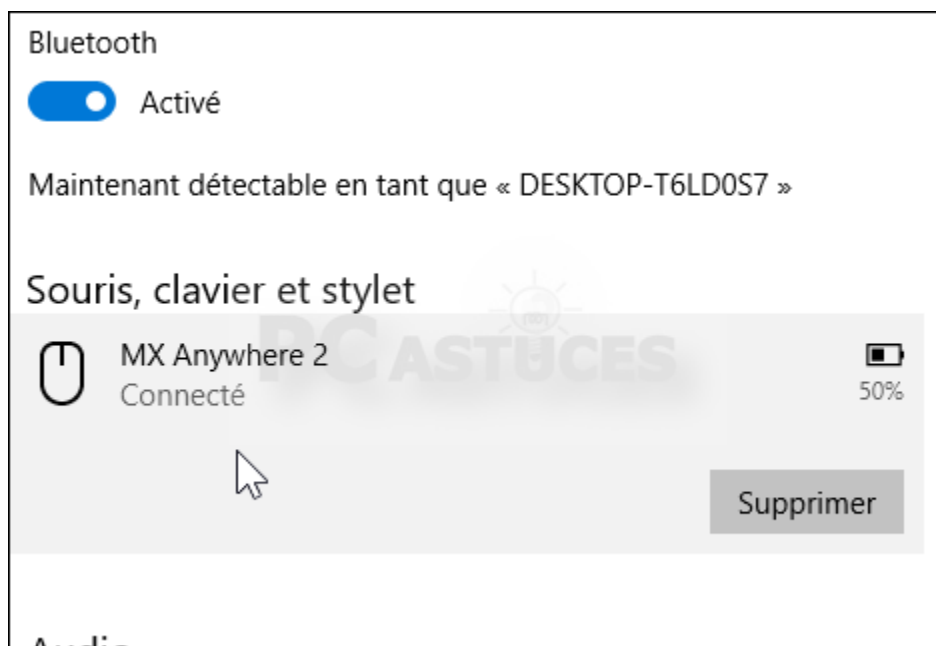 Bluetooth
Activé
Maintenant détectable en tant que « DESKTOP-T6LD0S7 »
Souris, clavier et stylet
PC ASTUCES
MX Anywhere 2
Connecté
50%
Supprimer
Audio